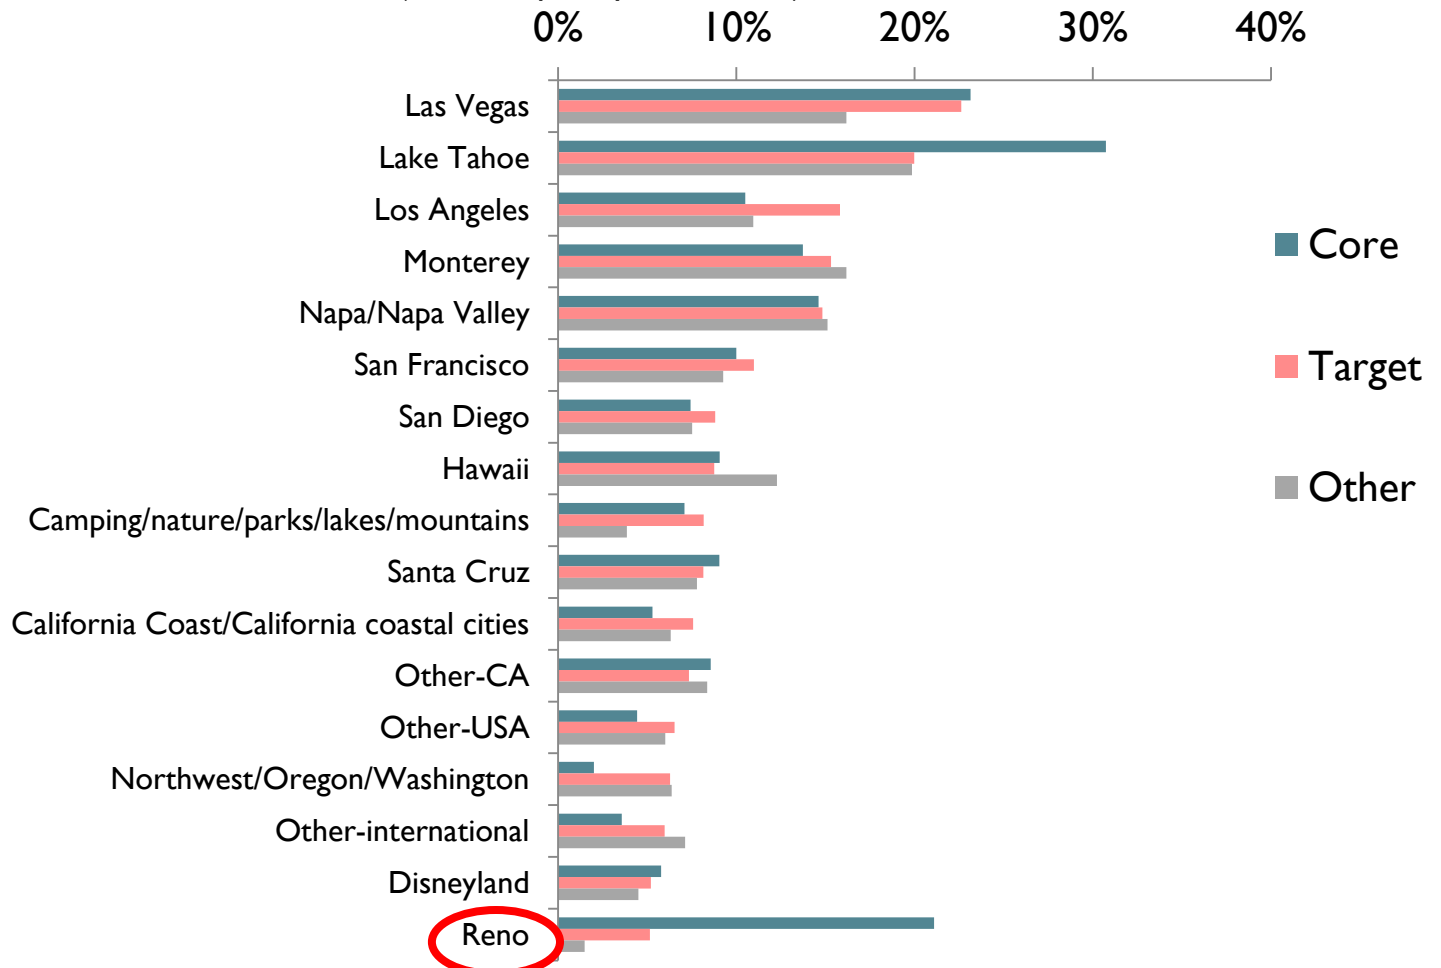 0% 10% 20% 30% 40%
Las Vegas
Lake Tahoe
Los Angeles
Monterey
Napa/Napa Valley
San Francisco
San Diego
Hawaii
Camping/nature/parks/lakes/mountains
Santa Cruz
California Coast/California coastal cities
Other-CA
Other-USA
Northwest/Oregon/Washington
Other-international
Disneyland
Reno
Core
Target
Other